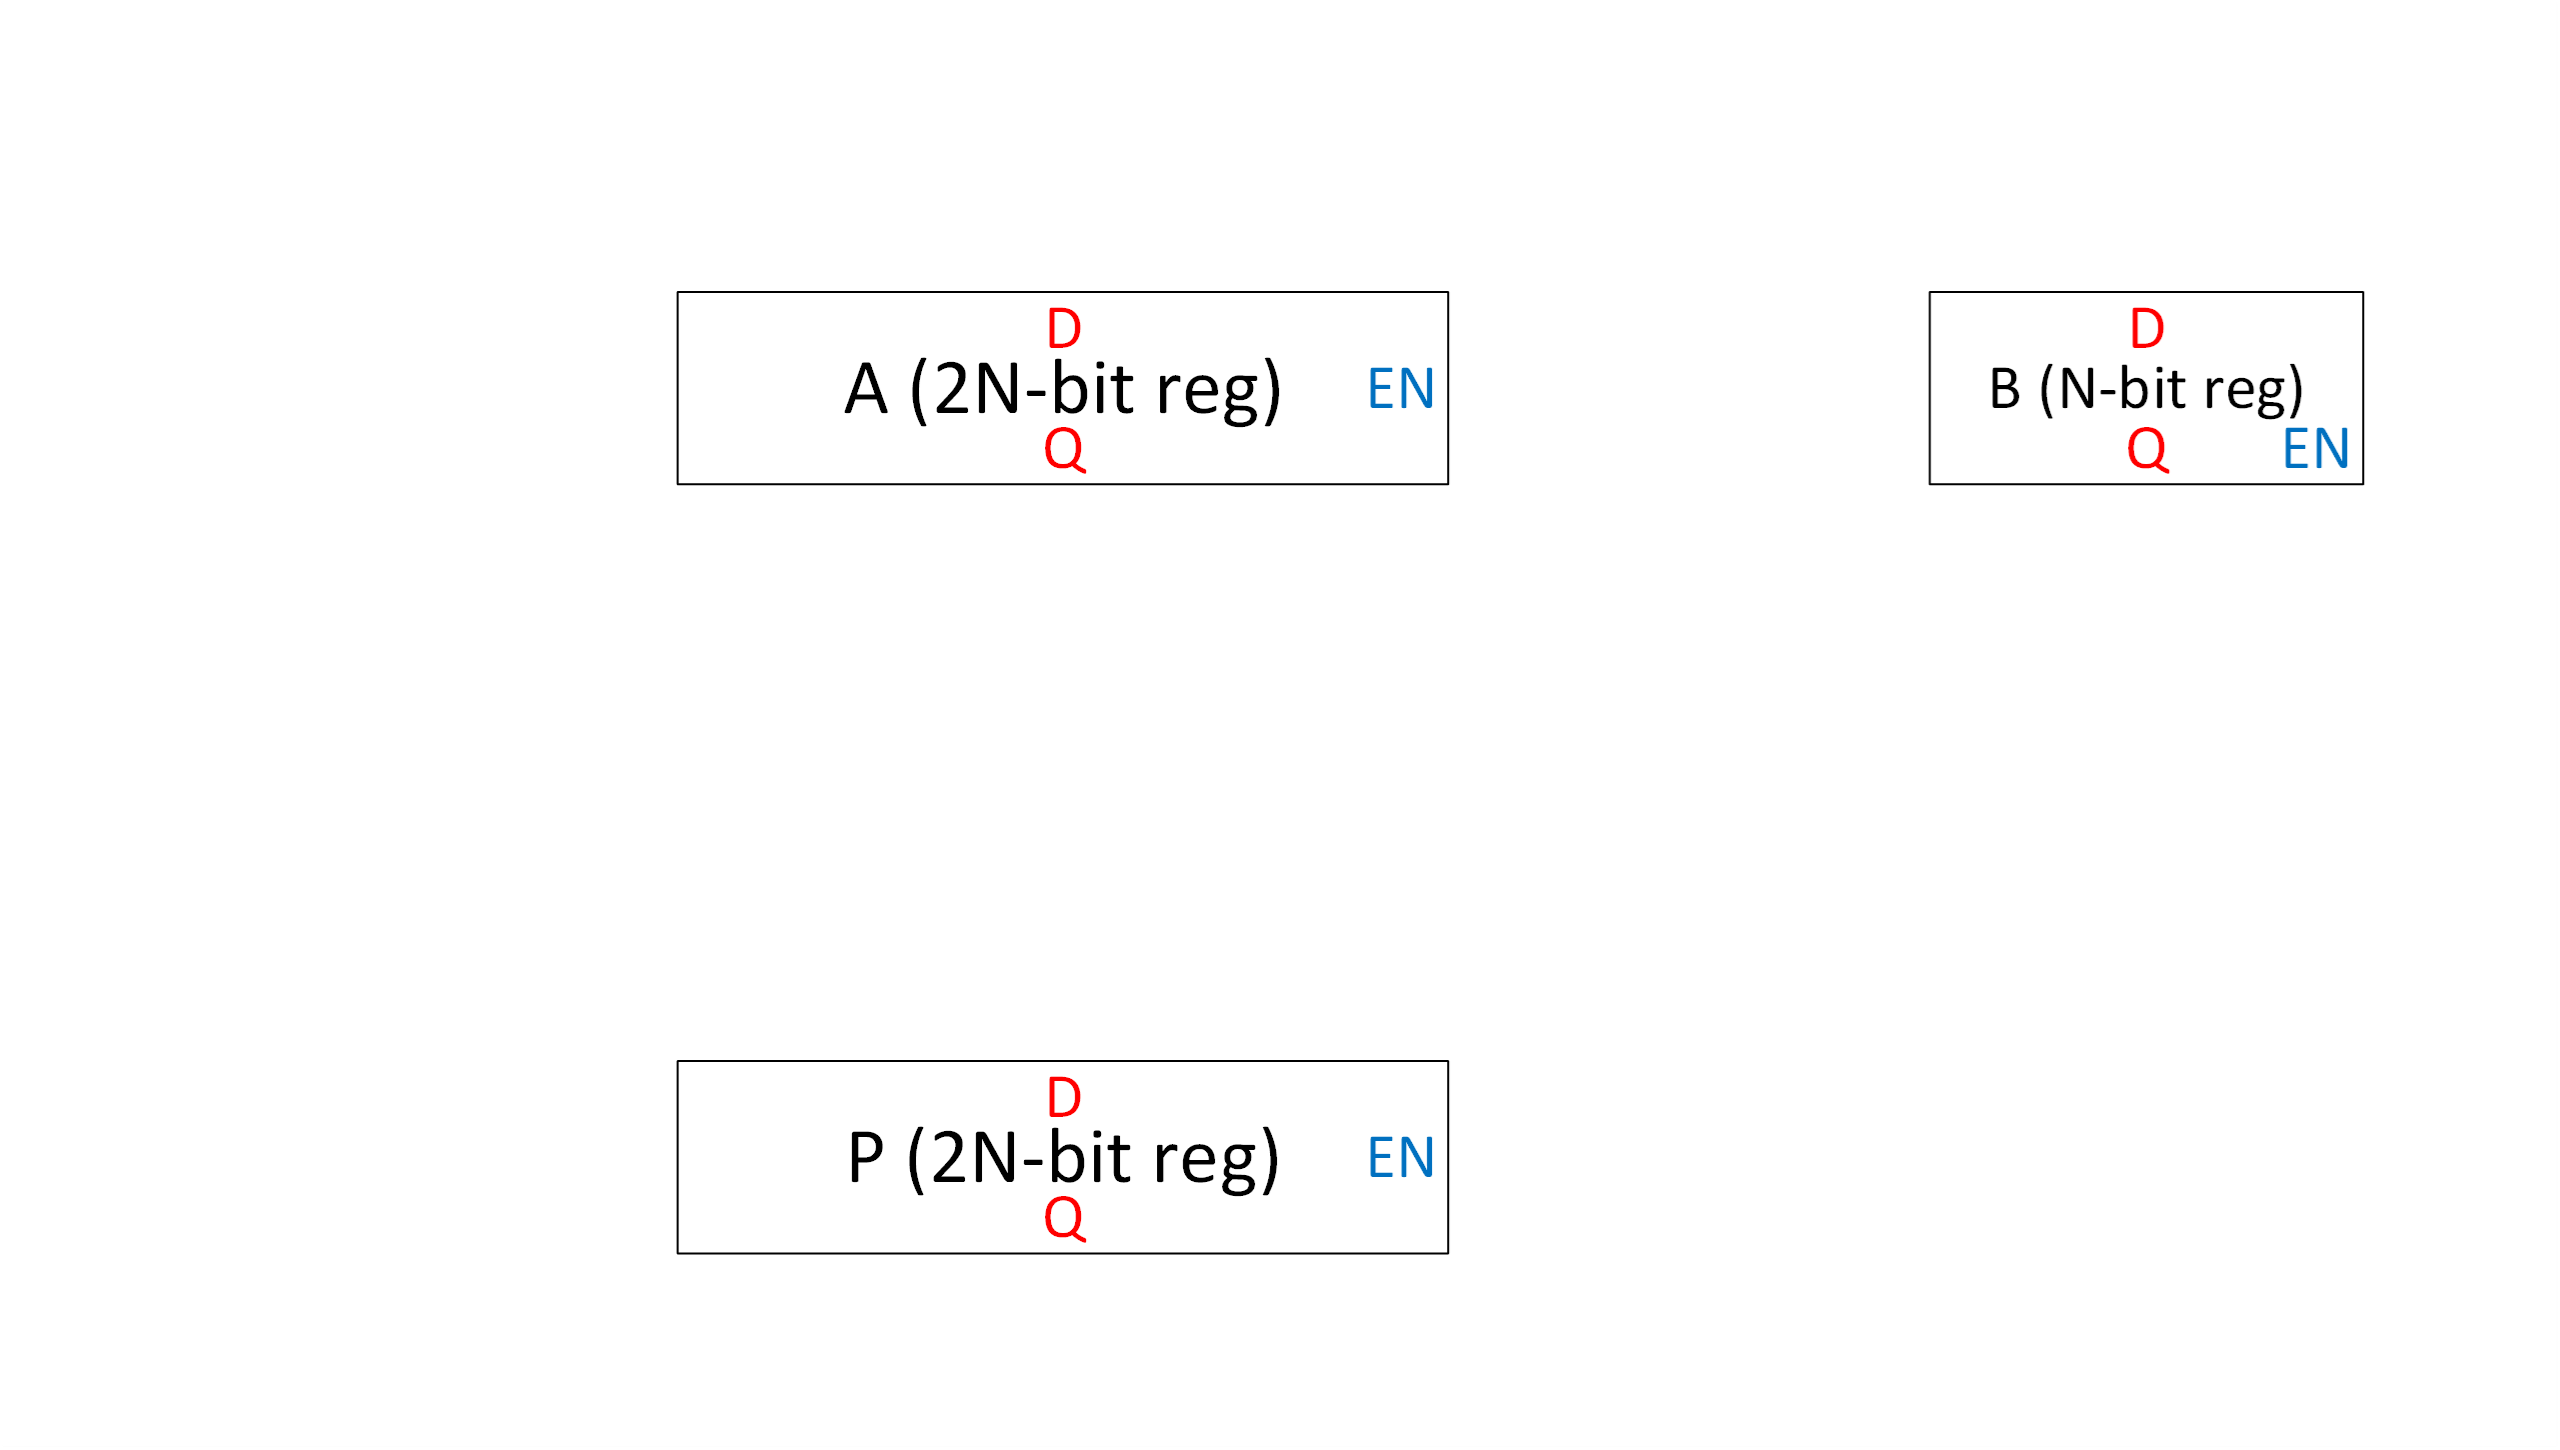 D
A (2N-bit reg) EN
Q
D
B (N-bit reg)
Q EN
D
P (2N-bit reg) EN
Q